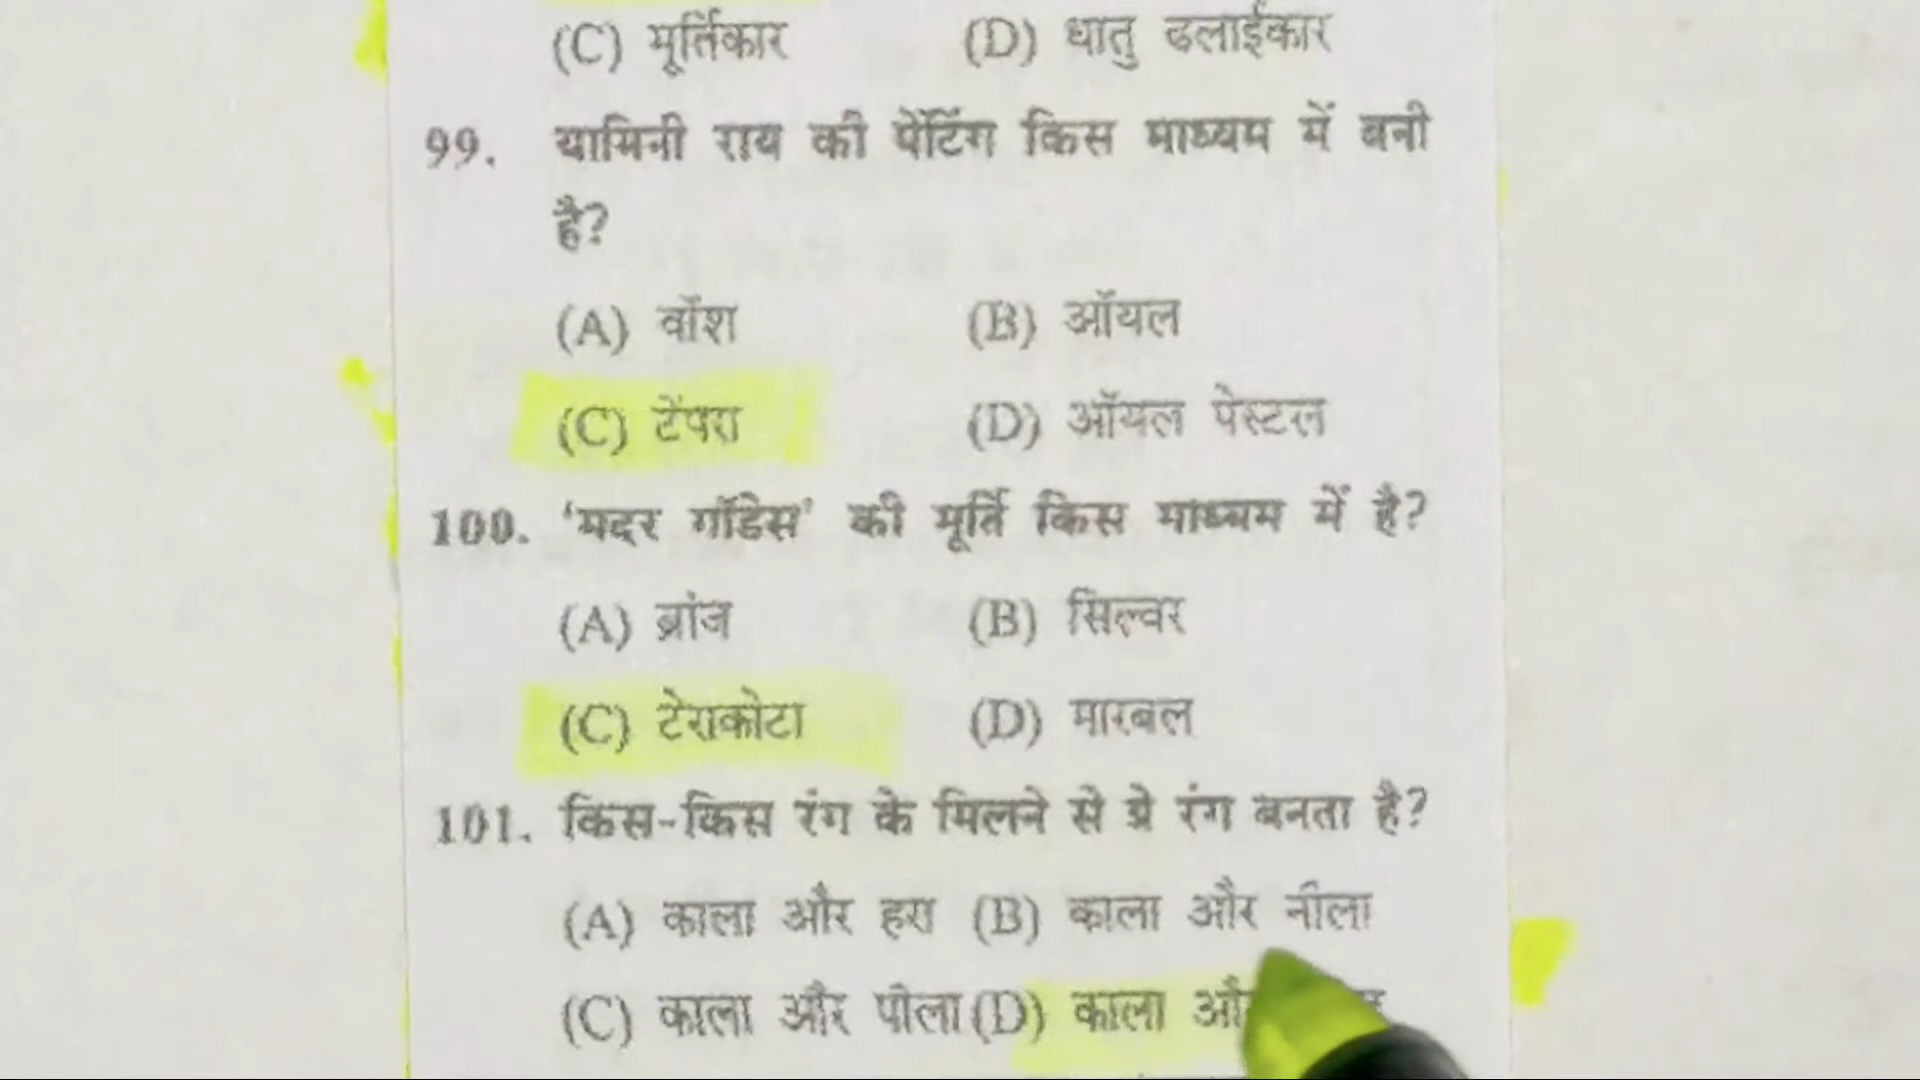 (C) मूर्तिकार (D) धातु ढलाईकार
99. यामिनी राय की पेंटिंग किस माध्यम में बनी
है?
(A) वॉश (B) ऑयल
(C) टेंपरा (D) ऑयल पेस्टल
100. 'मदर गॉडेस' की मूर्ति किस माध्यम में है?
(A) ब्रांज (B) सिल्वर
(C) टेराकोटा (D) मारबल
101. किस-किस रंग के मिलने से ग्रे रंग बनता है?
(A) काला और हरा (B) काला और नीला
(C) काला और पीला (D) काला